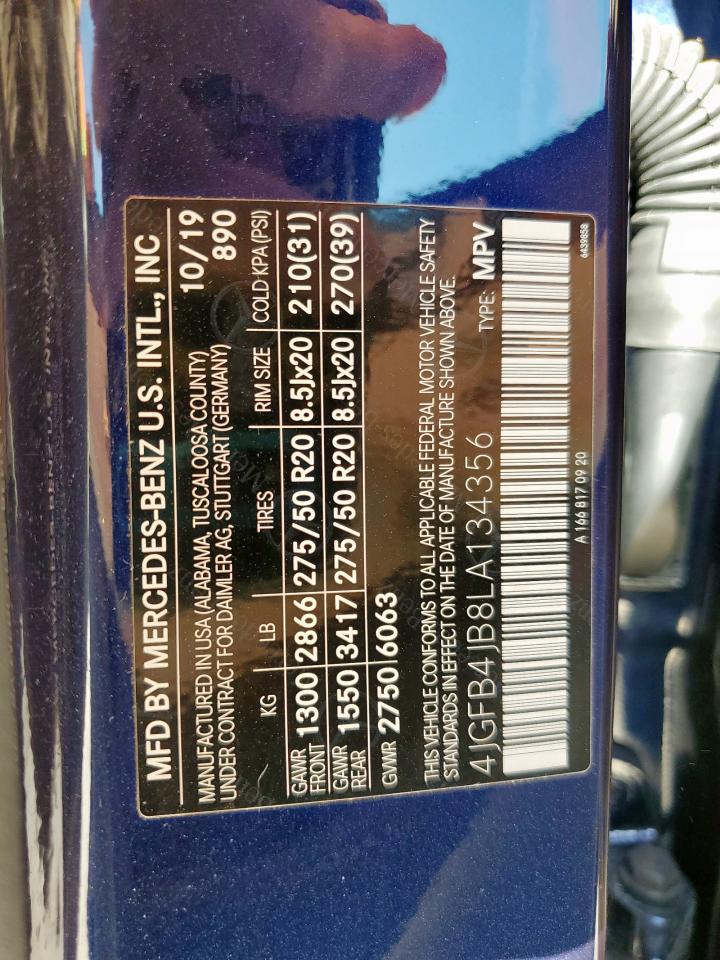 MFD BY MERCEDES-BENZ U.S. INTL., INC
MANUFACTURED IN USA (ALABAMA, TUSCALOOSA COUNTY) 10/19
UNDER CONTRACT FOR DAIMLER AG, STUTTGART (GERMANY) 890
KG LB TIRES RIM SIZE COLD KPA (PSI)
GAWR FRONT 1300 2866 275/50 R20 8.5Jx20 210(31)
GAWR REAR 1550 3417 275/50 R20 8.5Jx20 270(39)
GVWR 2750 6063
THIS VEHICLE CONFORMS TO ALL APPLICABLE FEDERAL MOTOR VEHICLE SAFETY
STANDARDS IN EFFECT ON THE DATE OF MANUFACTURE SHOWN ABOVE.
4JGFB4JB8LA134356 TYPE: MPV
A 166 817 09 20 6439858